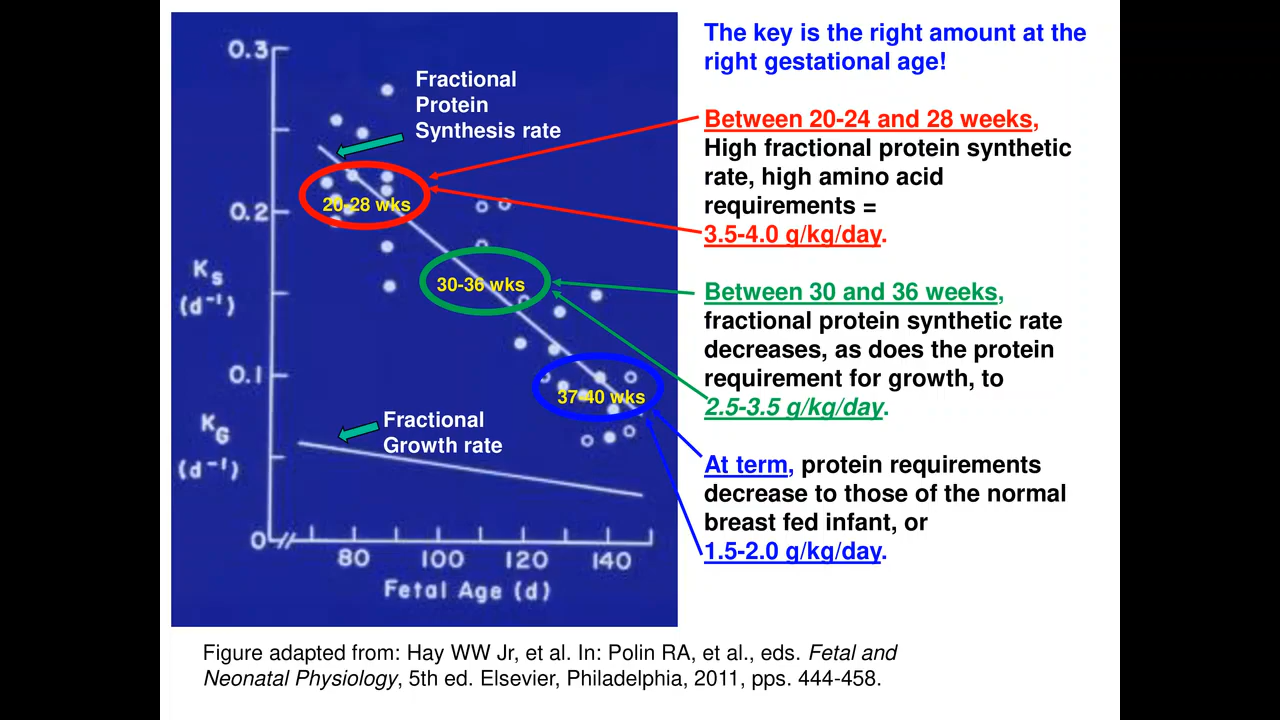 The key is the right amount at the
right gestational age!
0.3
Fractional
Protein
Synthesis rate
Between 20-24 and 28 weeks,
High fractional protein synthetic
rate, high amino acid
requirements =
3.5-4.0 g/kg/day.
20-28 wks
0.2
Ks
(d⁻¹)
30-36 wks
Between 30 and 36 weeks,
fractional protein synthetic rate
decreases, as does the protein
requirement for growth, to
2.5-3.5 g/kg/day.
0.1
37-40 wks
KG
(d⁻¹)
Fractional
Growth rate
At term, protein requirements
decrease to those of the normal
breast fed infant, or
1.5-2.0 g/kg/day.
0
80 100 120 140
Fetal Age (d)
Figure adapted from: Hay WW Jr, et al. In: Polin RA, et al., eds. Fetal and
Neonatal Physiology, 5th ed. Elsevier, Philadelphia, 2011, pps. 444-458.